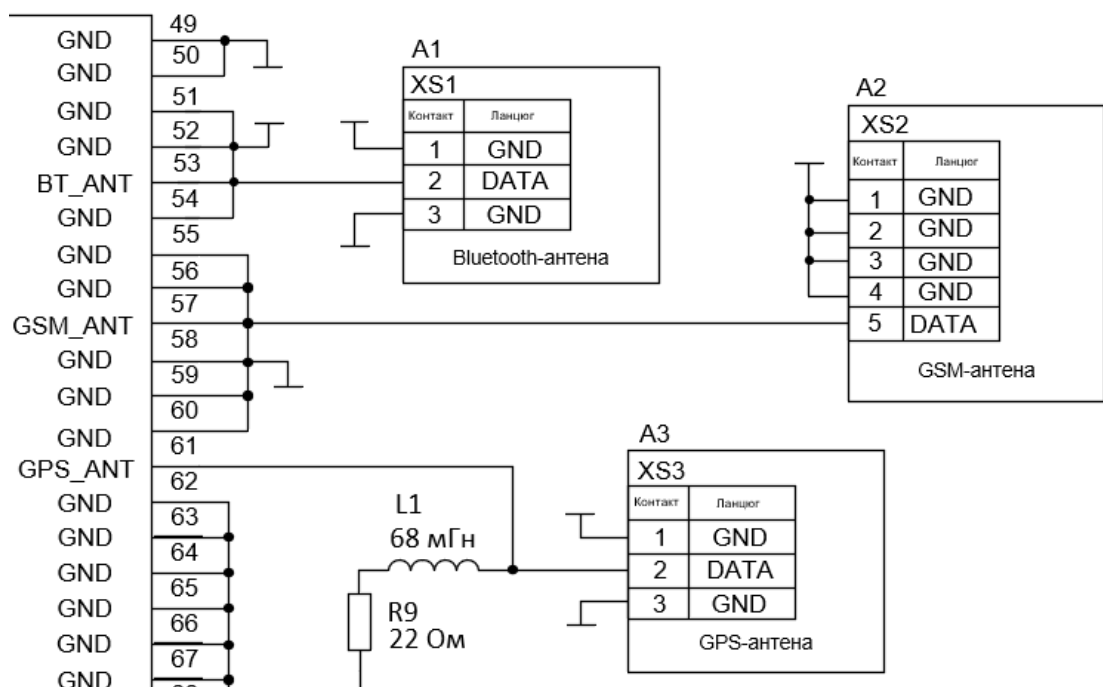 49
GND
50
GND
51
GND
52
GND
53
BT_ANT
54
GND
55
GND
56
GND
57
GSM_ANT
58
GND
59
GND
60
GND
61
GPS_ANT
62
GND
63
GND
64
GND
65
GND
66
GND
67
GND
A1
XS1
Контакт Ланцюг
1 GND
2 DATA
3 GND
Bluetooth-антена
A2
XS2
Контакт Ланцюг
1 GND
2 GND
3 GND
4 GND
5 DATA
GSM-антена
L1
68 мГн
R9
22 Ом
A3
XS3
Контакт Ланцюг
1 GND
2 DATA
3 GND
GPS-антена